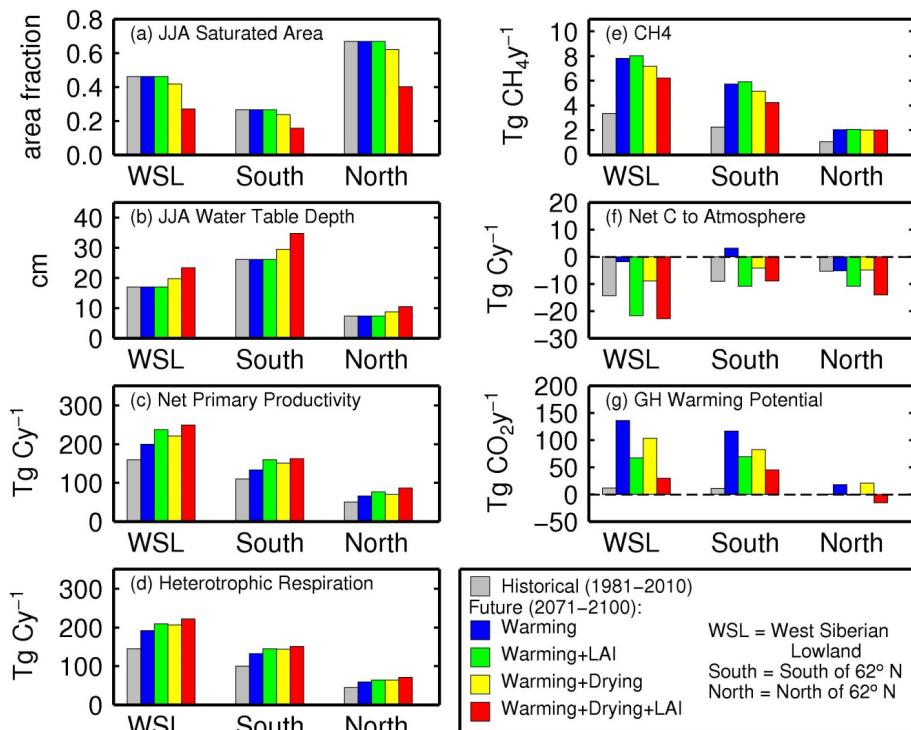 (a) JJA Saturated Area
area fraction
0.8
0.6
0.4
0.2
0.0
WSL South North
(b) JJA Water Table Depth
cm
40
30
20
10
0
WSL South North
(c) Net Primary Productivity
Tg Cy⁻¹
300
200
100
0
WSL South North
(d) Heterotrophic Respiration
Tg Cy⁻¹
300
200
100
0
WSL South North
(e) CH4
Tg CH₄y⁻¹
10
8
6
4
2
0
WSL South North
(f) Net C to Atmosphere
Tg Cy⁻¹
20
10
0
−10
−20
−30
WSL South North
(g) GH Warming Potential
Tg CO₂y⁻¹
200
150
100
50
0
−50
WSL South North
Historical (1981−2010)
Future (2071−2100):
Warming
Warming+LAI
Warming+Drying
Warming+Drying+LAI
WSL = West Siberian
Lowland
South = South of 62º N
North = North of 62º N